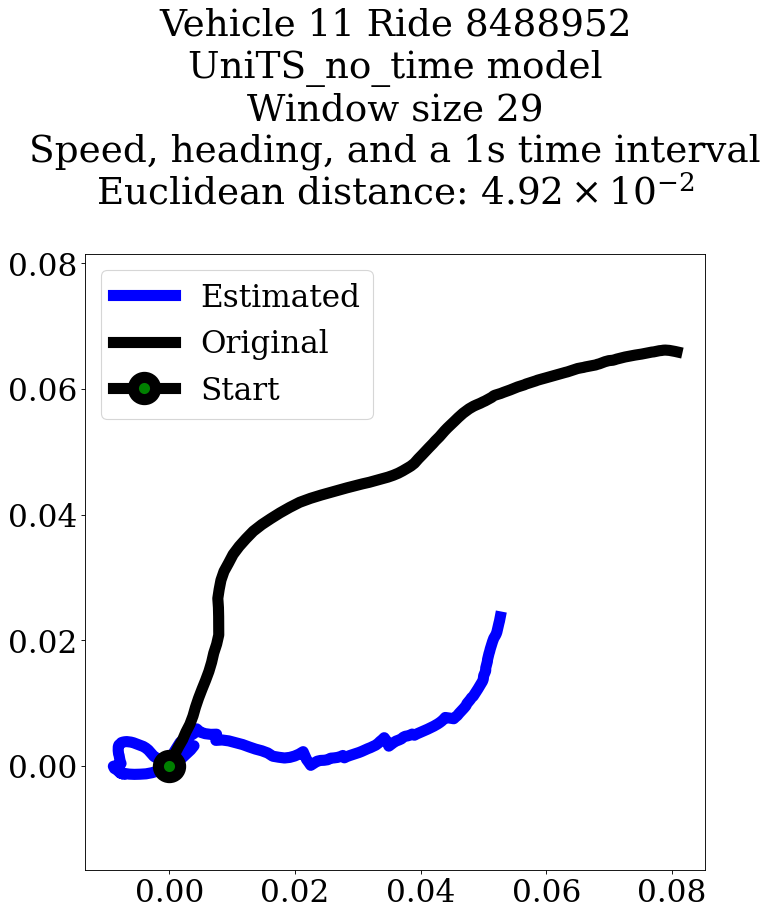 Vehicle 11 Ride 8488952
UniTS_no_time model
Window size 29
Speed, heading, and a 1s time interval
Euclidean distance: 4.92 × 10⁻²
0.08
0.06
0.04
0.02
0.00
Estimated
Original
Start
0.00 0.02 0.04 0.06 0.08